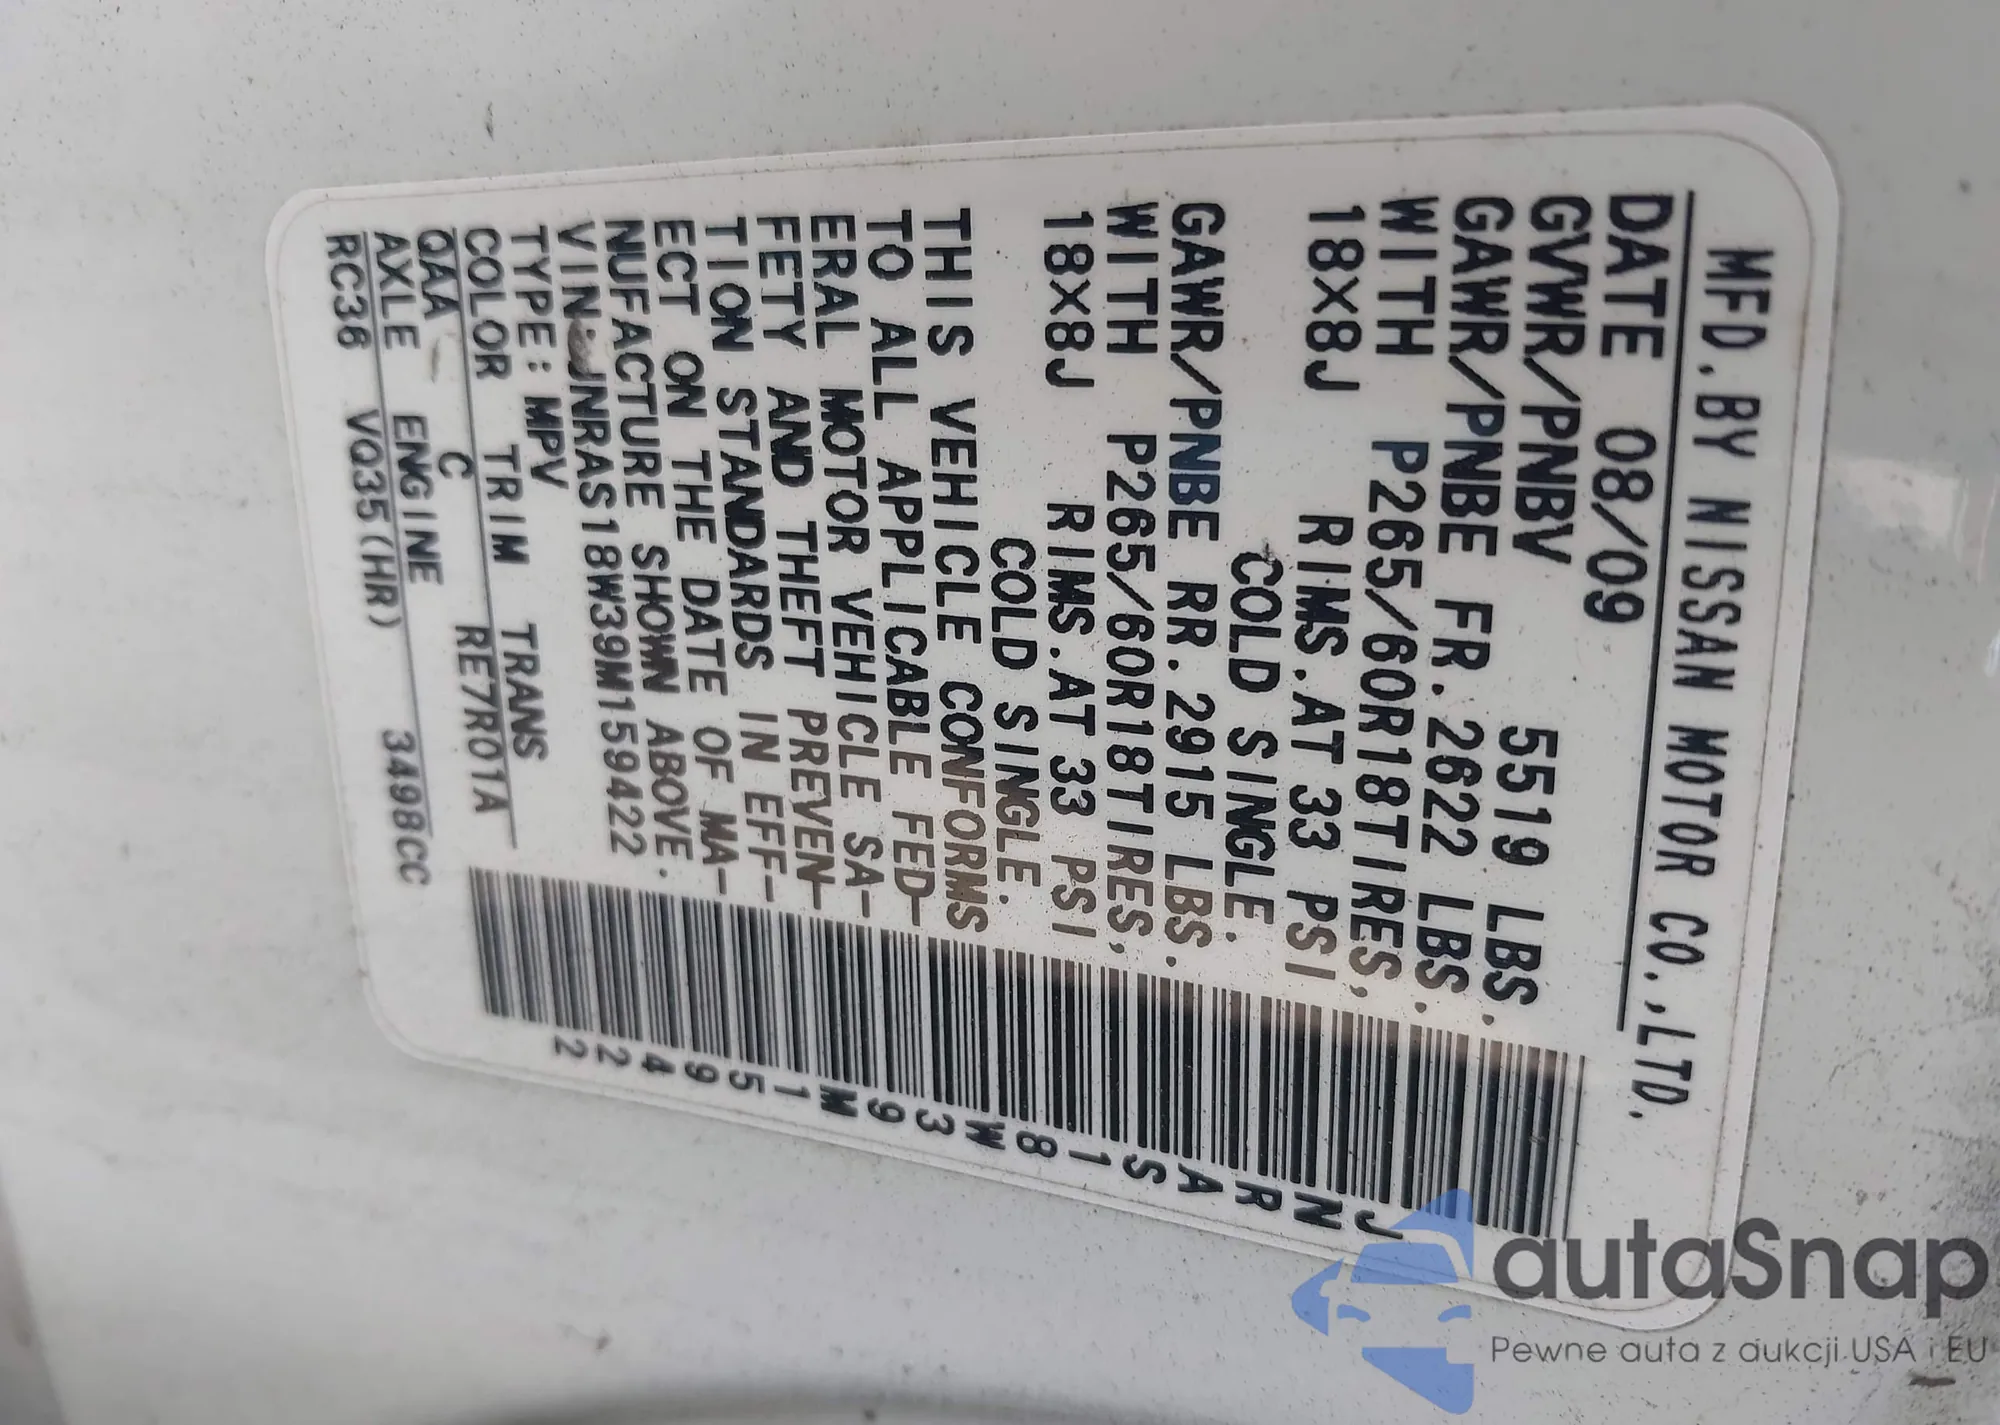 MFD.BY NISSAN MOTOR CO.,LTD.
DATE 08/09
GVWR/PNBV 5519 LBS.
GAWR/PNBE FR.2622 LBS.
WITH P265/60R18TIRES,
18X8J RIMS.AT 33 PSI
COLD SINGLE.
GAWR/PNBE RR.2915 LBS.
WITH P265/60R18TIRES,
18X8J RIMS.AT 33 PSI
COLD SINGLE.
THIS VEHICLE CONFORMS
TO ALL APPLICABLE FED-
ERAL MOTOR VEHICLE SA-
FETY AND THEFT PREVEN-
TION STANDARDS IN EFF-
ECT ON THE DATE OF MA-
NUFACTURE SHOWN ABOVE.
VIN:JNRAS18W39M159422
TYPE:MPV
COLOR TRIM TRANS
QAA C RE7R01A
AXLE ENGINE
RC36 VQ35(HR) 3498CC
JNRAS18W39M159422
autaSnap
Pewne auta z aukcji USA i EU